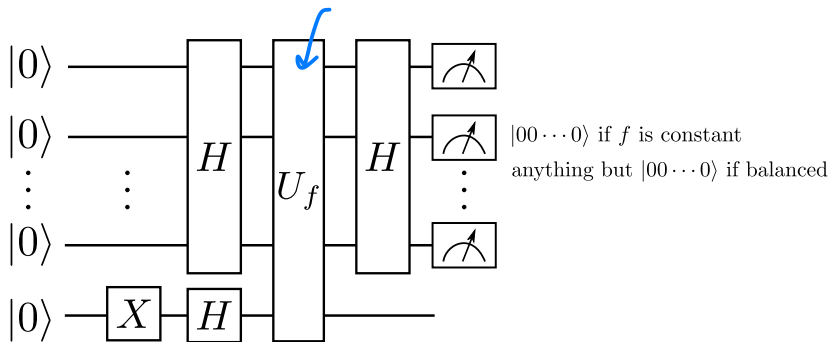 |0⟩
|0⟩
H
U_f
H
|00⋯0⟩ if f is constant
anything but |00⋯0⟩ if balanced
⋮ ⋮ ⋮
|0⟩
|0⟩
X
H